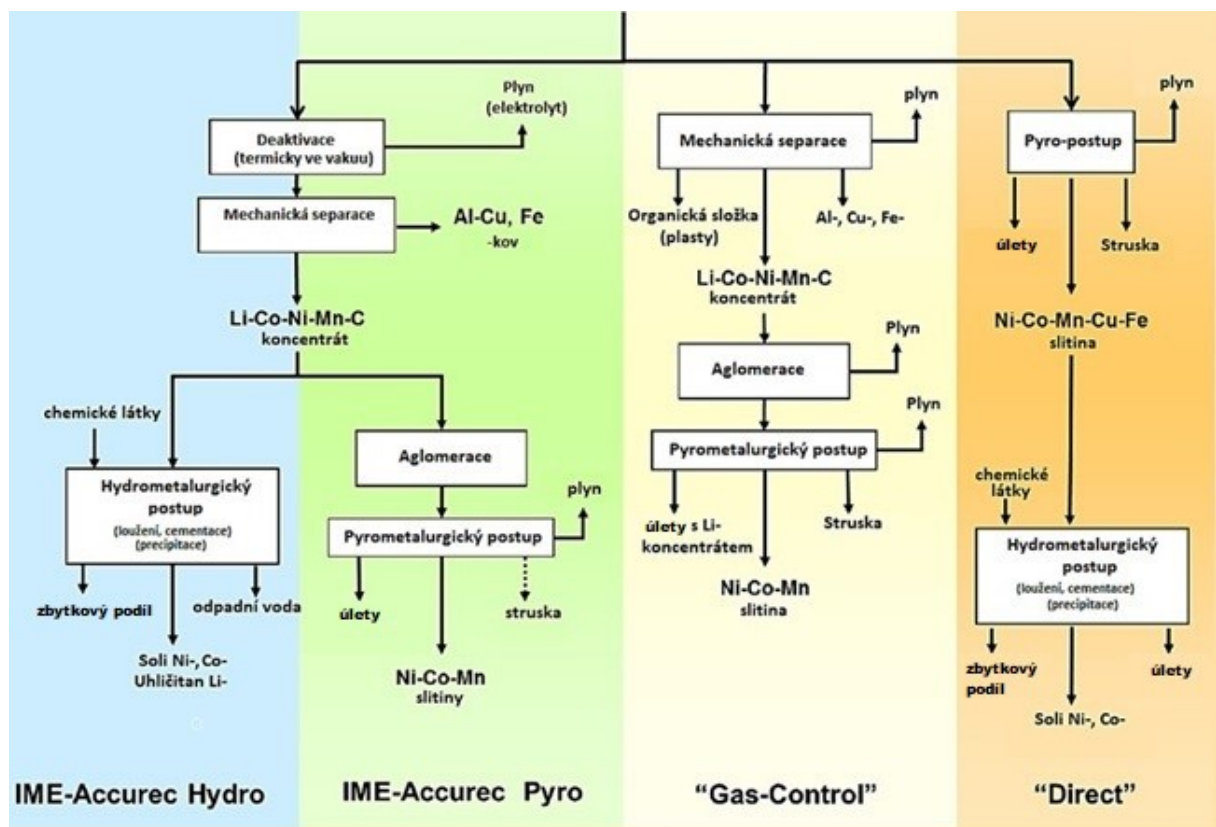 Plyn
(elektrolyt)
Deaktivace
(termicky ve vakuu)
Mechanická separace
Al-Cu, Fe
-kov
Li-Co-Ni-Mn-C
koncentrát
chemické látky
Hydrometalurgický
postup
(loužení, cementace)
(precipitace)
zbytkový podíl
odpadní voda
Soli Ni-, Co-
Uhličitan Li-
IME-Accurec Hydro
Aglomerace
plyn
Pyrometalurgický postup
úlety
struska
Ni-Co-Mn
slitiny
IME-Accurec Pyro
plyn
Mechanická separace
Organická složka
(plasty)
Al-, Cu-, Fe-
Li-Co-Ni-Mn-C
koncentrát
Plyn
Aglomerace
Plyn
Pyrometalurgický postup
úlety s Li-
koncentrátem
Struska
Ni-Co-Mn
slitina
"Gas-Control"
plyn
Pyro-postup
úlety
Struska
Ni-Co-Mn-Cu-Fe
slitina
chemické
látky
Hydrometalurgický
postup
(loužení, cementace)
(precipitace)
zbytkový
podíl
úlety
Soli Ni-, Co-
"Direct"